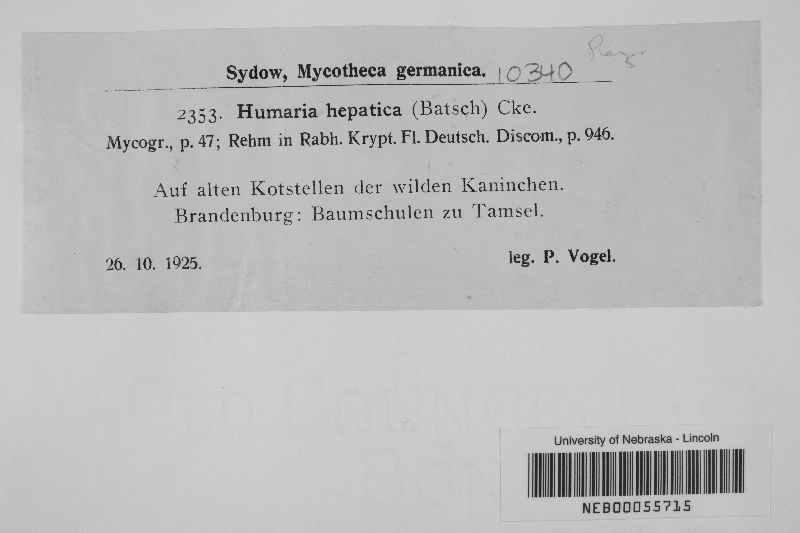 Sydow, Mycotheca germanica. 10340
2353. Humaria hepatica (Batsch) Cke.
Mycogr., p. 47; Rehm in Rabh. Krypt. Fl. Deutsch. Discom., p. 946.
Auf alten Kotstellen der wilden Kaninchen.
Brandenburg: Baumschulen zu Tamsel.
26. 10. 1925. leg. P. Vogel.
University of Nebraska - Lincoln
NEB00055715